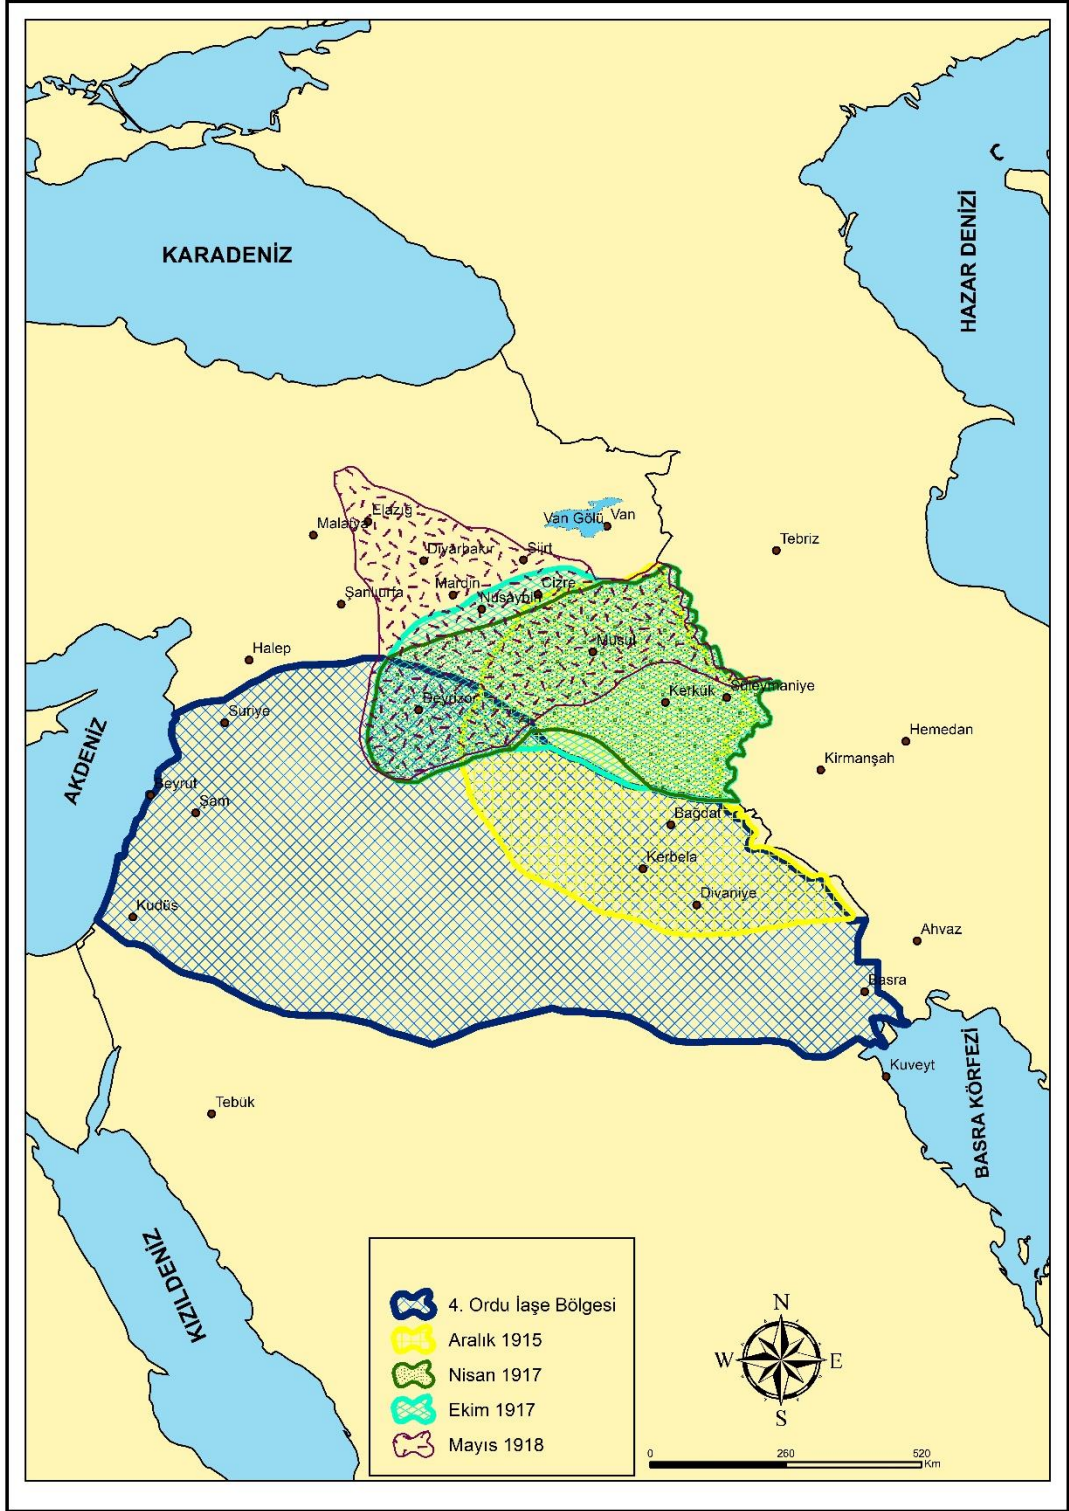 KARADENİZ
HAZAR DENİZİ
Elazığ
Malatya
Van Gölü
Van
Tebriz
Diyarbakır
Siirt
Mardin
Cizre
Şanlıurfa
Nusaybin
Musul
Halep
Kerkük
Süleymaniye
Deyrizor
Suriye
AKDENİZ
Hemedan
Kirmanşah
Beyrut
Şam
Bağdat
Kerbela
Divaniye
Kudüs
Ahvaz
Basra
Kuveyt
BASRA KÖRFEZİ
Tebük
KIZILDENİZ
4. Ordu İaşe Bölgesi
Aralık 1915
Nisan 1917
Ekim 1917
Mayıs 1918
N
W
E
S
0 260 520
Km